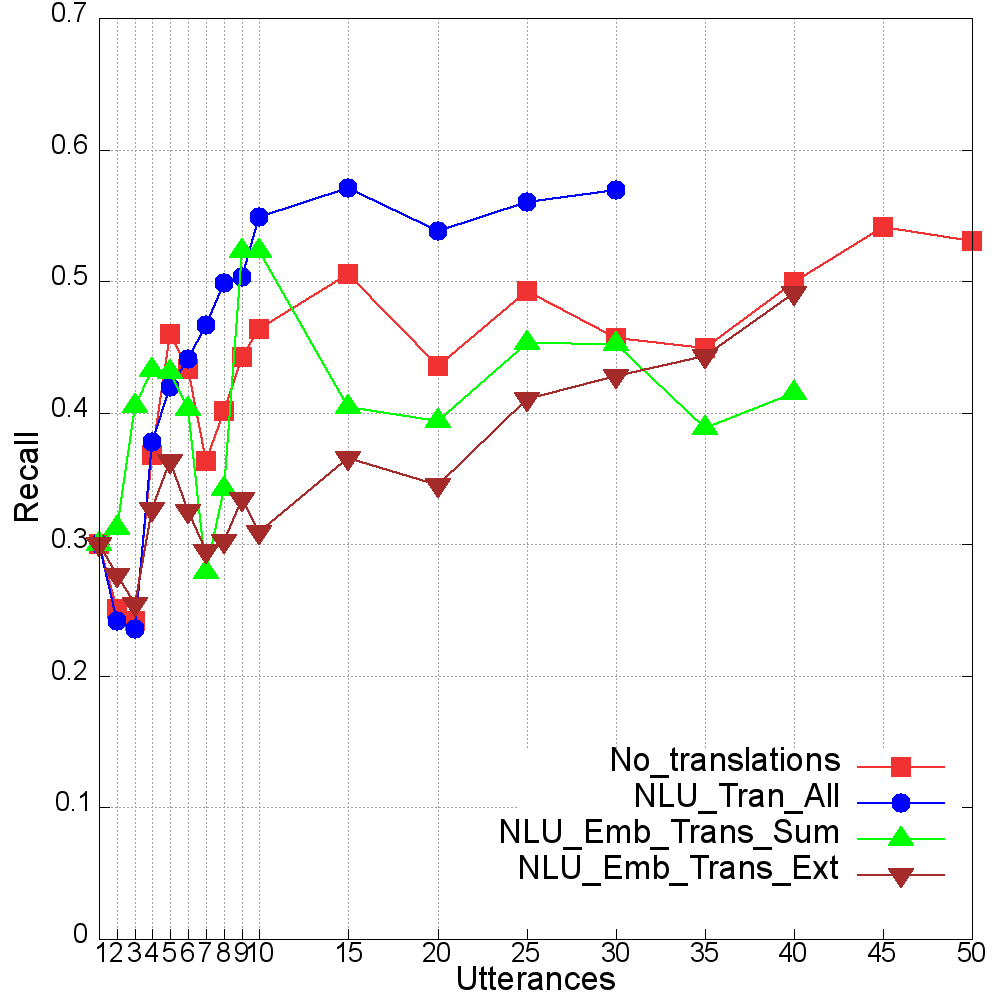 0.7
0.6
0.5
0.4
0.3
0.2
0.1
0
Recall
No_translations
NLU_Tran_All
NLU_Emb_Trans_Sum
NLU_Emb_Trans_Ext
1 2 3 4 5 6 7 8 9 10 15 20 25 30 35 40 45 50
Utterances